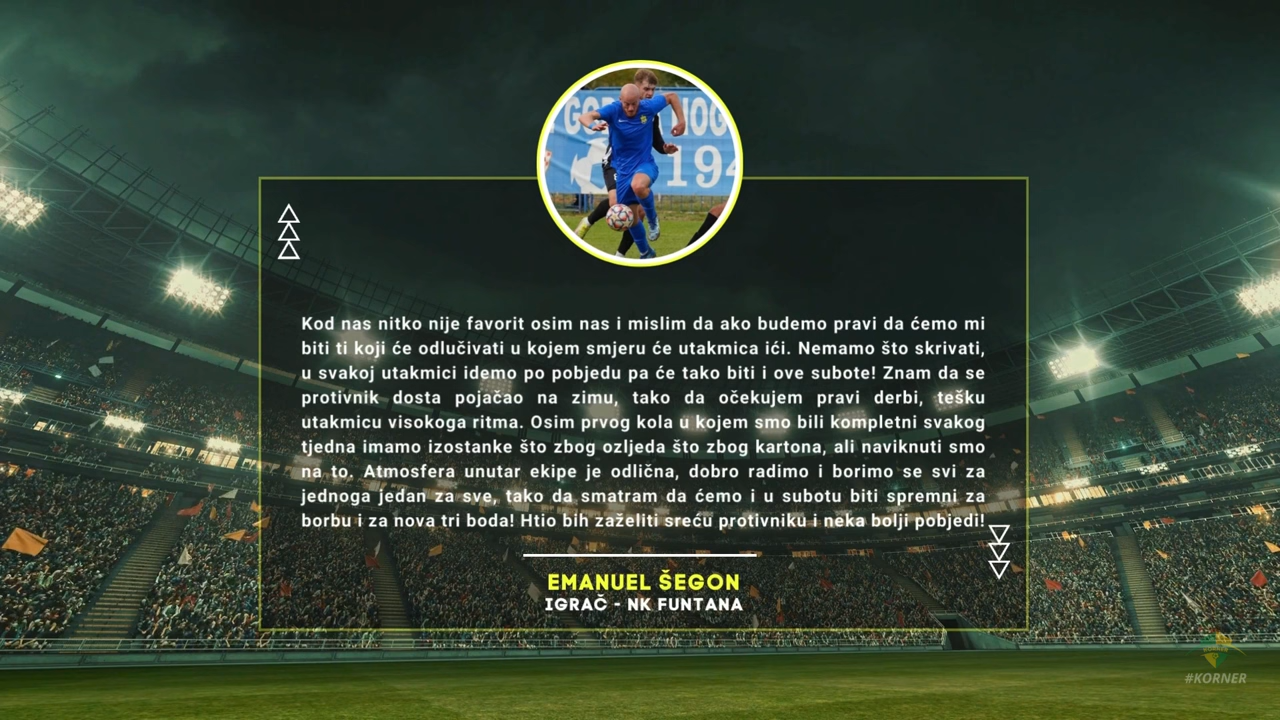 GOR NOG
194
Kod nas nitko nije favorit osim nas i mislim da ako budemo pravi da ćemo mi
biti ti koji će odlučivati u kojem smjeru će utakmica ići. Nemamo što skrivati,
u svakoj utakmici idemo po pobjedu pa će tako biti i ove subote! Znam da se
protivnik dosta pojačao na zimu, tako da očekujem pravi derbi, tešku
utakmicu visokoga ritma. Osim prvog kola u kojem smo bili kompletni svakog
tjedna imamo izostanke što zbog ozljeda što zbog kartona, ali naviknuti smo
na to. Atmosfera unutar ekipe je odlična, dobro radimo i borimo se svi za
jednoga jedan za sve, tako da smatram da ćemo i u subotu biti spremni za
borbu i za nova tri boda! Htio bih zaželiti sreću protivniku i neka bolji pobjedi!
EMANUEL ŠEGON
IGRAČ - NK FUNTANA
KORNER
#KORNER